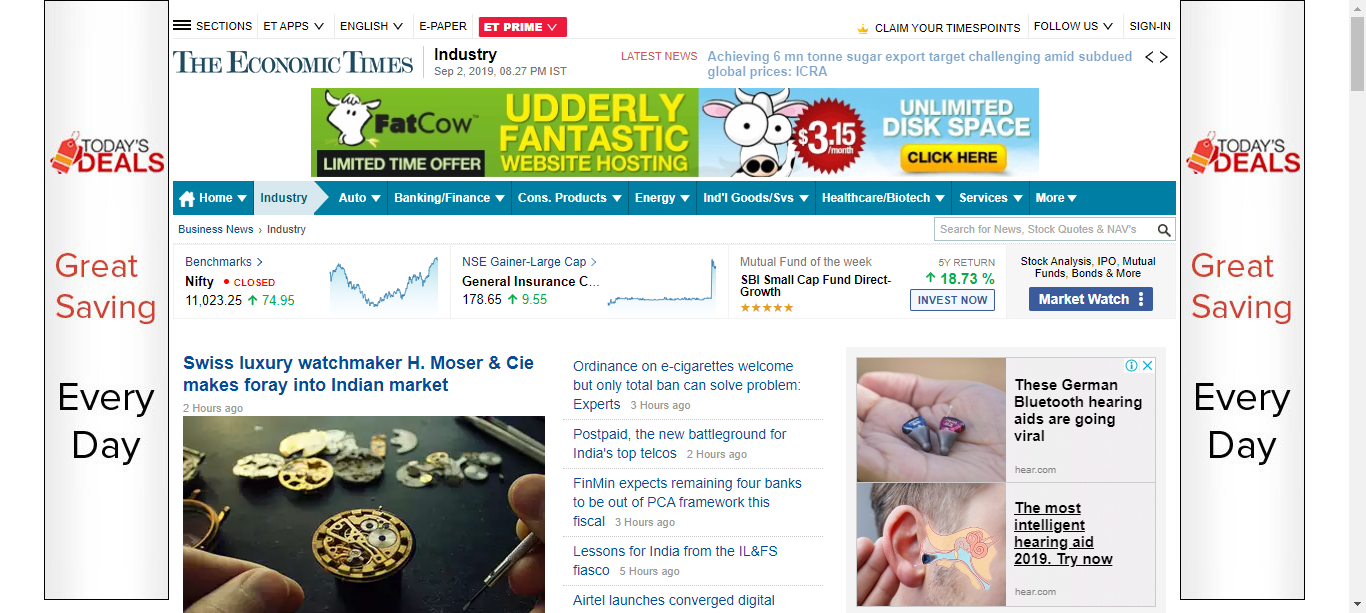 SECTIONS
ET APPS
ENGLISH
E-PAPER
ET PRIME
CLAIM YOUR TIMESPOINTS
FOLLOW US
SIGN-IN
THE ECONOMIC TIMES
Industry
Sep 2, 2019, 08.27 PM IST
LATEST NEWS
Achieving 6 mn tonne sugar export target challenging amid subdued
global prices: ICRA
FATCOW™
LIMITED TIME OFFER
UDDERLY
FANTASTIC
WEBSITE HOSTING
$3.15
/month
UNLIMITED
DISK SPACE
CLICK HERE
TODAY'S
DEALS
Great
Saving
Every
Day
TODAY'S
DEALS
Great
Saving
Every
Day
Home
Industry
Auto
Banking/Finance
Cons. Products
Energy
Ind'l Goods/Svs
Healthcare/Biotech
Services
More
Business News › Industry
Search for News, Stock Quotes & NAV's
Benchmarks
Nifty
CLOSED
11,023.25
74.95
NSE Gainer-Large Cap
General Insurance C...
178.65
9.55
Mutual Fund of the week
SBI Small Cap Fund Direct-
Growth
★★★★★
5Y RETURN
18.73 %
INVEST NOW
Stock Analysis, IPO, Mutual
Funds, Bonds & More
Market Watch
Swiss luxury watchmaker H. Moser & Cie
makes foray into Indian market
2 Hours ago
Ordinance on e-cigarettes welcome
but only total ban can solve problem:
Experts 3 Hours ago
Postpaid, the new battleground for
India's top telcos 2 Hours ago
FinMin expects remaining four banks
to be out of PCA framework this
fiscal 3 Hours ago
Lessons for India from the IL&FS
fiasco 5 Hours ago
Airtel launches converged digital
These German
Bluetooth hearing
aids are going
viral
hear.com
The most
intelligent
hearing aid
2019. Try now
hear.com